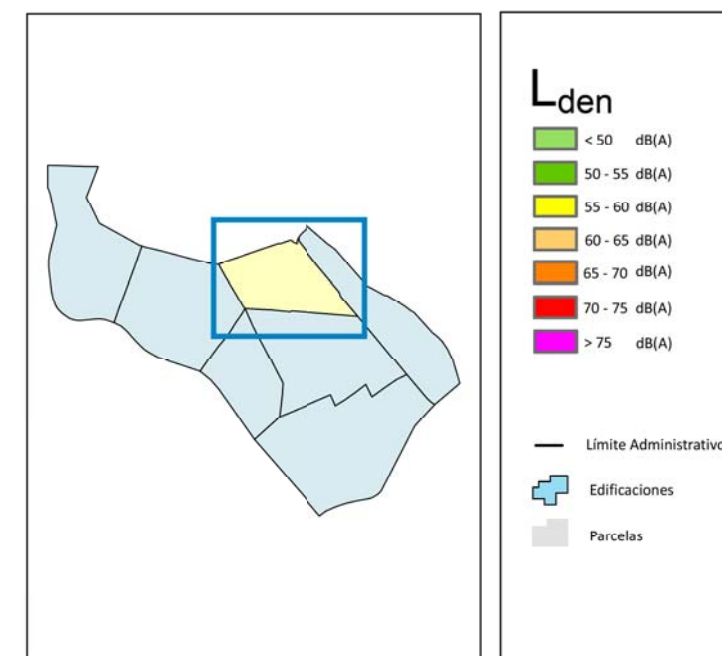 Lden
< 50 dB(A)
50 - 55 dB(A)
55 - 60 dB(A)
60 - 65 dB(A)
65 - 70 dB(A)
70 - 75 dB(A)
> 75 dB(A)
Límite Administrativo
Edificaciones
Parcelas